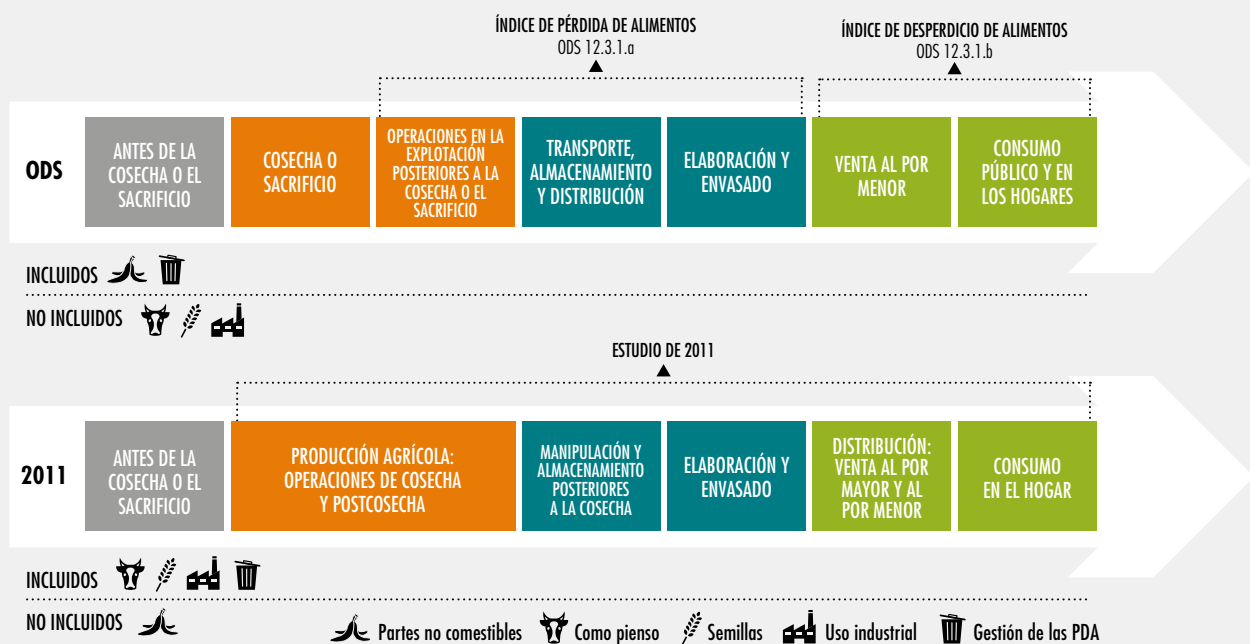 ÍNDICE DE PÉRDIDA DE ALIMENTOS
ODS 12.3.1.a
ÍNDICE DE DESPERDICIO DE ALIMENTOS
ODS 12.3.1.b
ODS
ANTES DE LA
COSECHA O EL
SACRIFICIO
COSECHA O
SACRIFICIO
OPERACIONES EN LA
EXPLOTACIÓN
POSTERIORES A LA
COSECHA O EL
SACRIFICIO
TRANSPORTE,
ALMACENAMIENTO
Y DISTRIBUCIÓN
ELABORACIÓN Y
ENVASADO
VENTA AL POR
MENOR
CONSUMO
PÚBLICO Y EN
LOS HOGARES
INCLUIDOS
NO INCLUIDOS
ESTUDIO DE 2011
2011
ANTES DE LA
COSECHA O EL
SACRIFICIO
PRODUCCIÓN AGRÍCOLA:
OPERACIONES DE COSECHA
Y POSTCOSECHA
MANIPULACIÓN Y
ALMACENAMIENTO
POSTERIORES
A LA COSECHA
ELABORACIÓN Y
ENVASADO
DISTRIBUCIÓN:
VENTA AL POR
MAYOR Y AL
POR MENOR
CONSUMO
EN EL HOGAR
INCLUIDOS
NO INCLUIDOS
Partes no comestibles Como pienso Semillas Uso industrial Gestión de las PDA